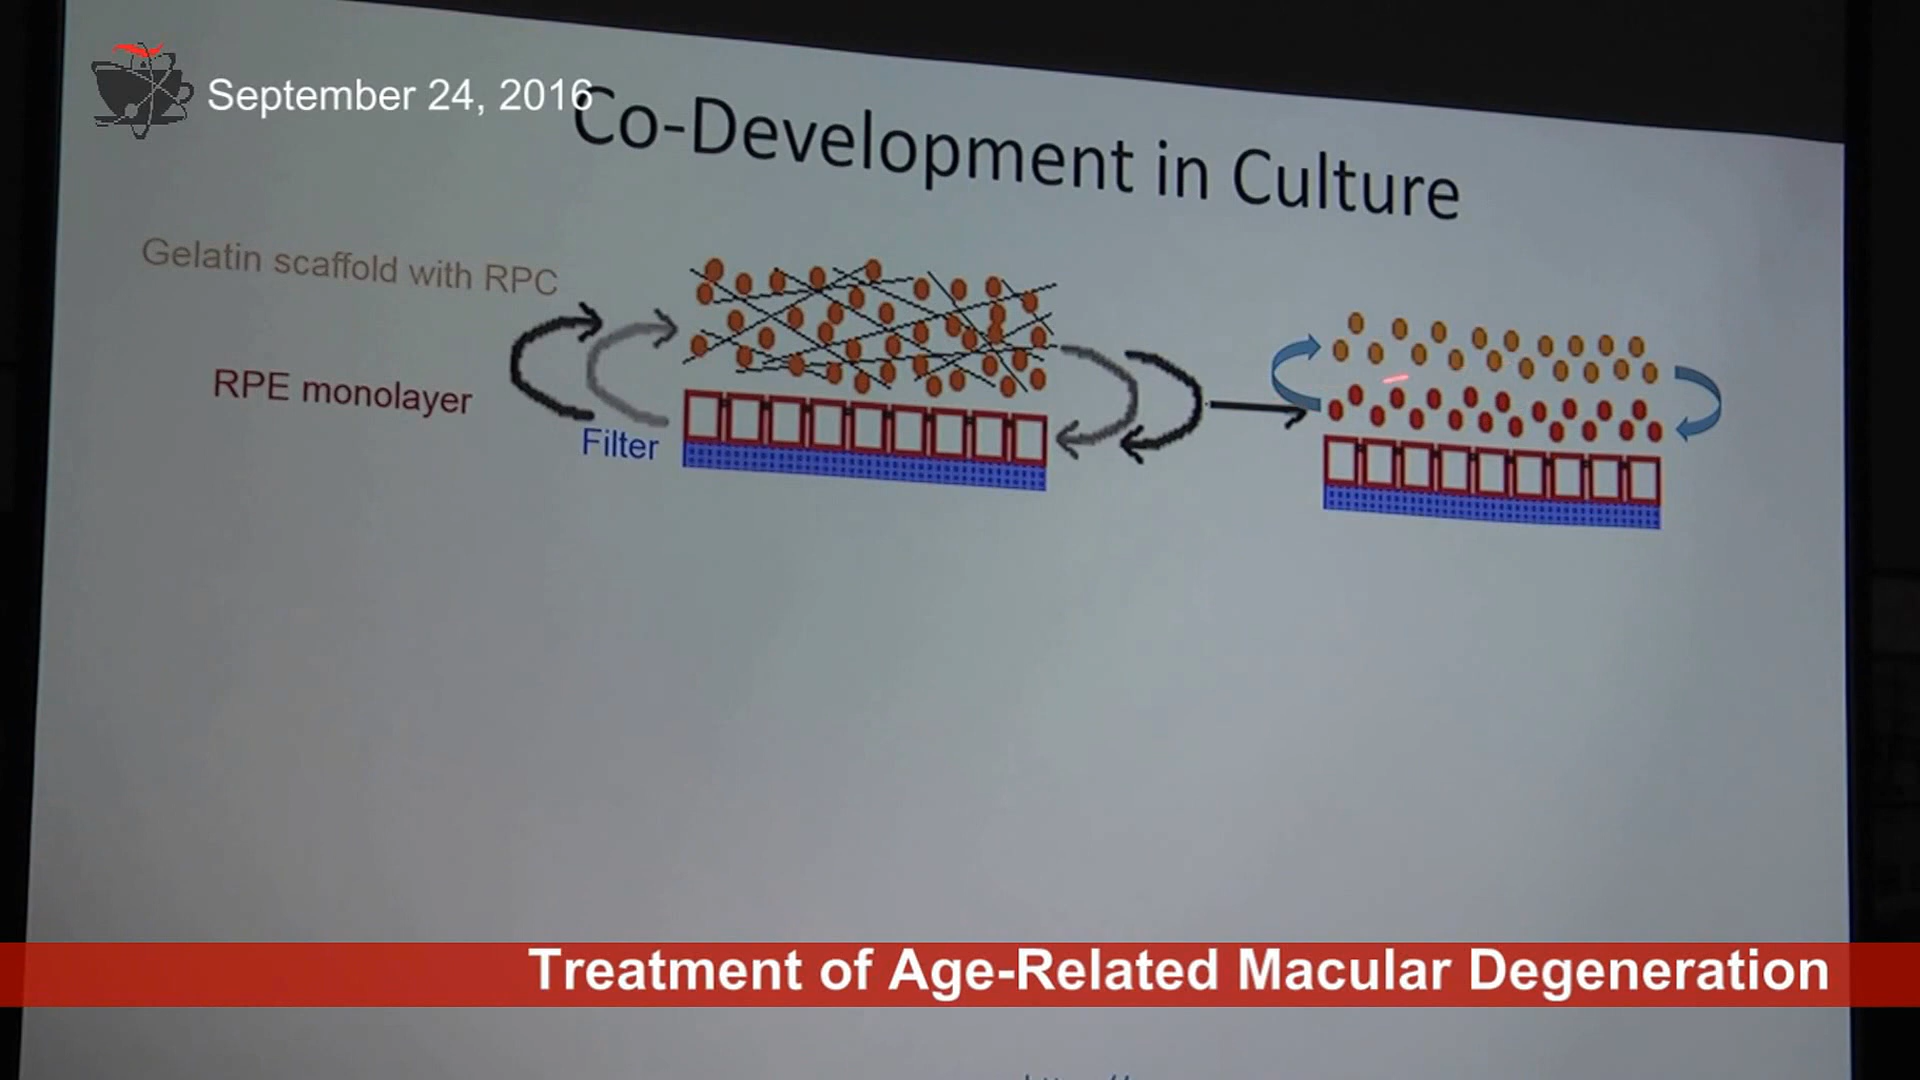 September 24, 2016
Co-Development in Culture
Gelatin scaffold with RPC
RPE monolayer
Filter
Treatment of Age-Related Macular Degeneration